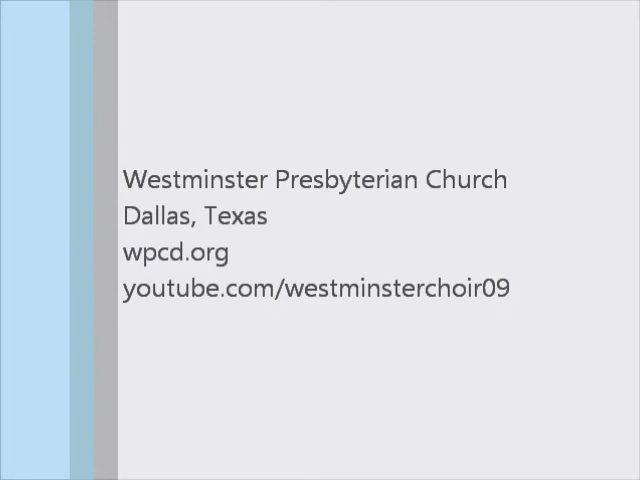 Westminster Presbyterian Church
Dallas, Texas
wpcd.org
youtube.com/westminsterchoir09